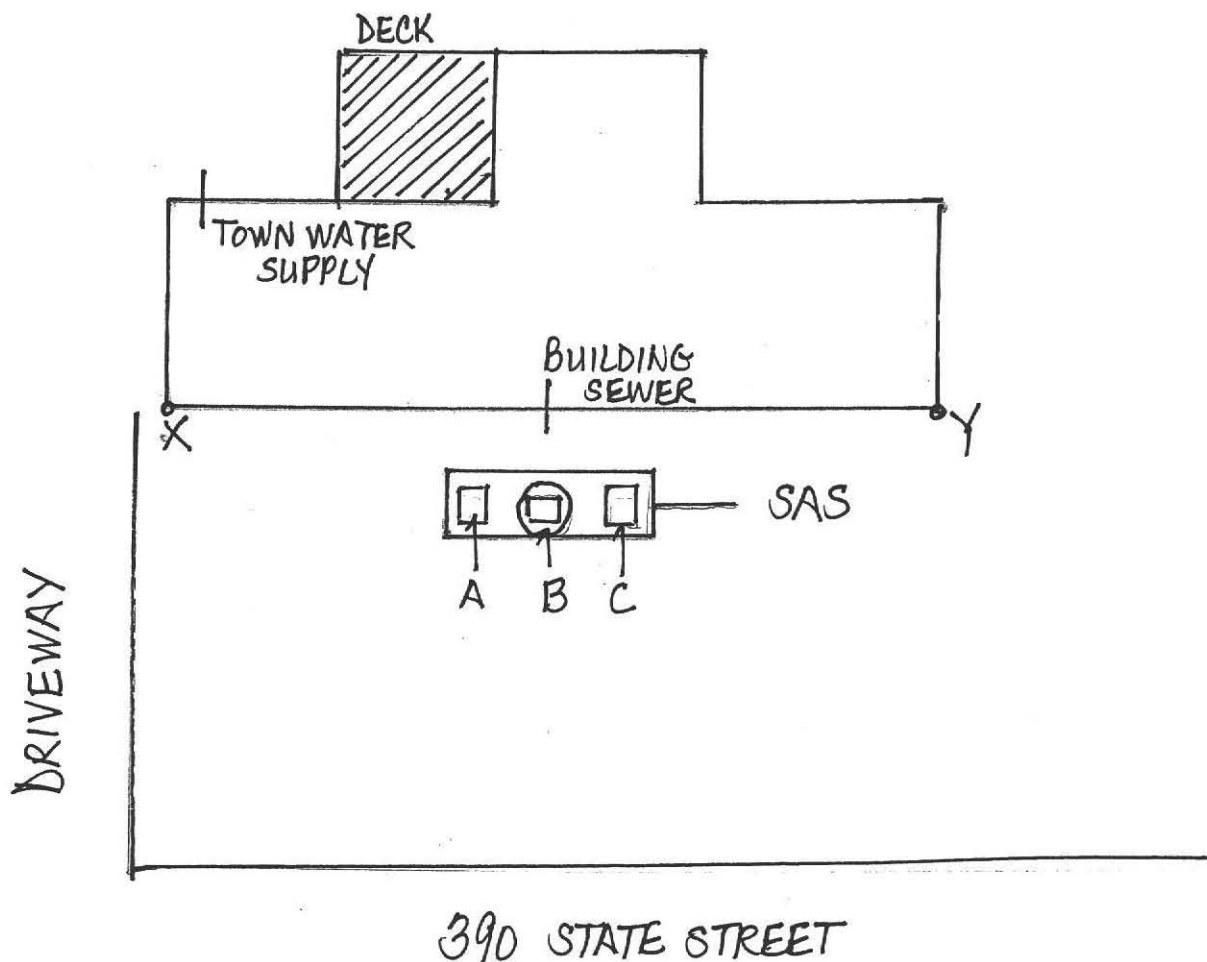 DECK
TOWN WATER
SUPPLY
BUILDING
SEWER
X
Y
SAS
A B C
DRIVEWAY
390 STATE STREET